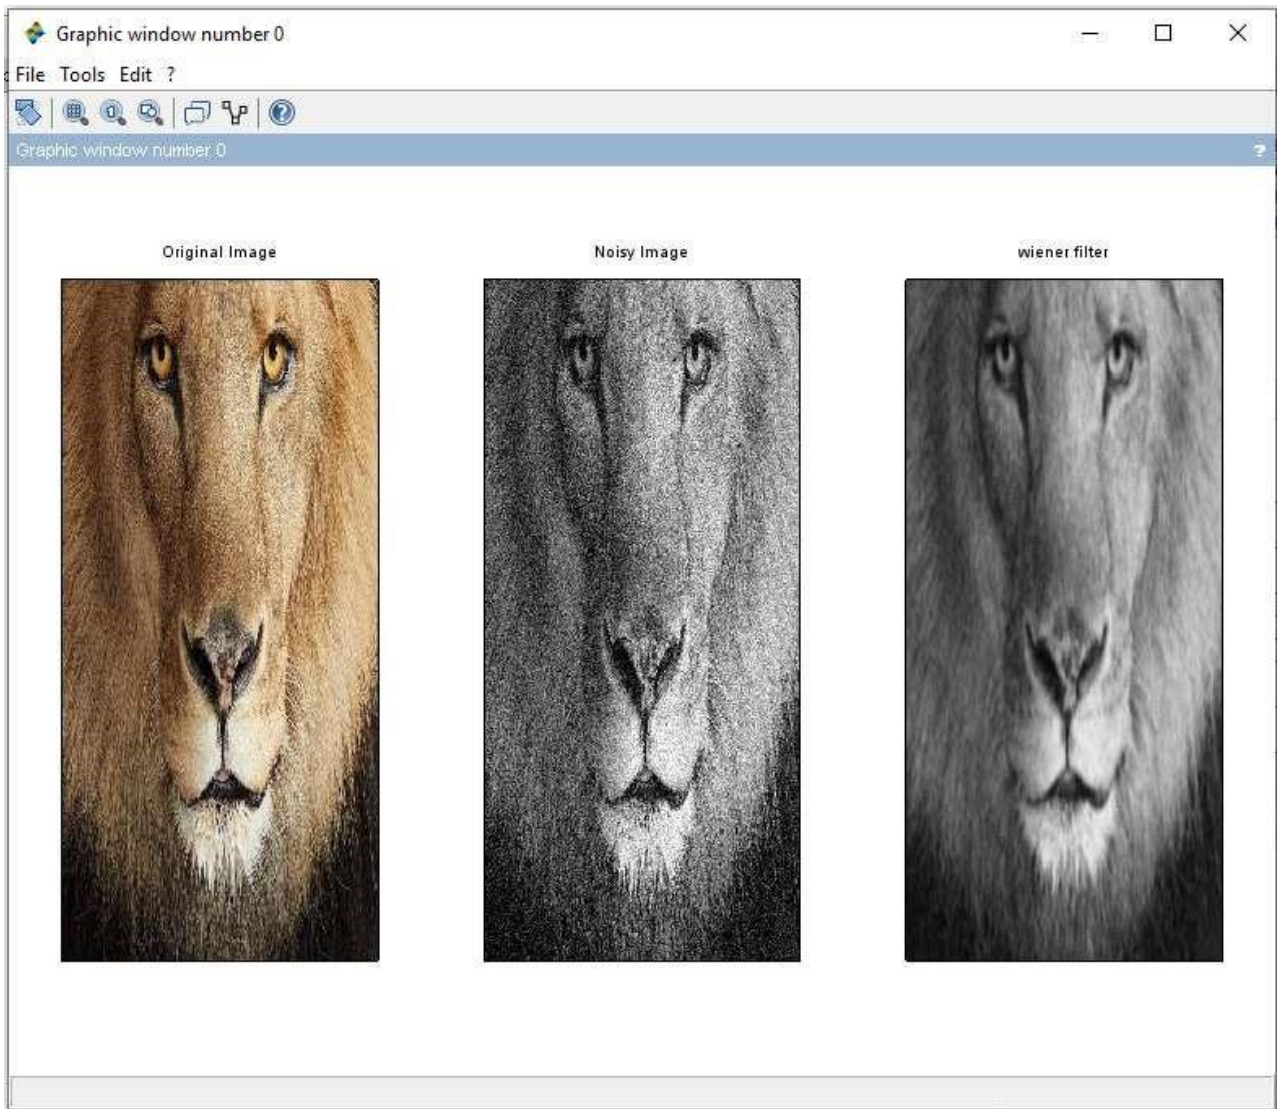 Graphic window number 0
File Tools Edit ?
Graphic window number 0 ?
Original Image Noisy Image wiener filter